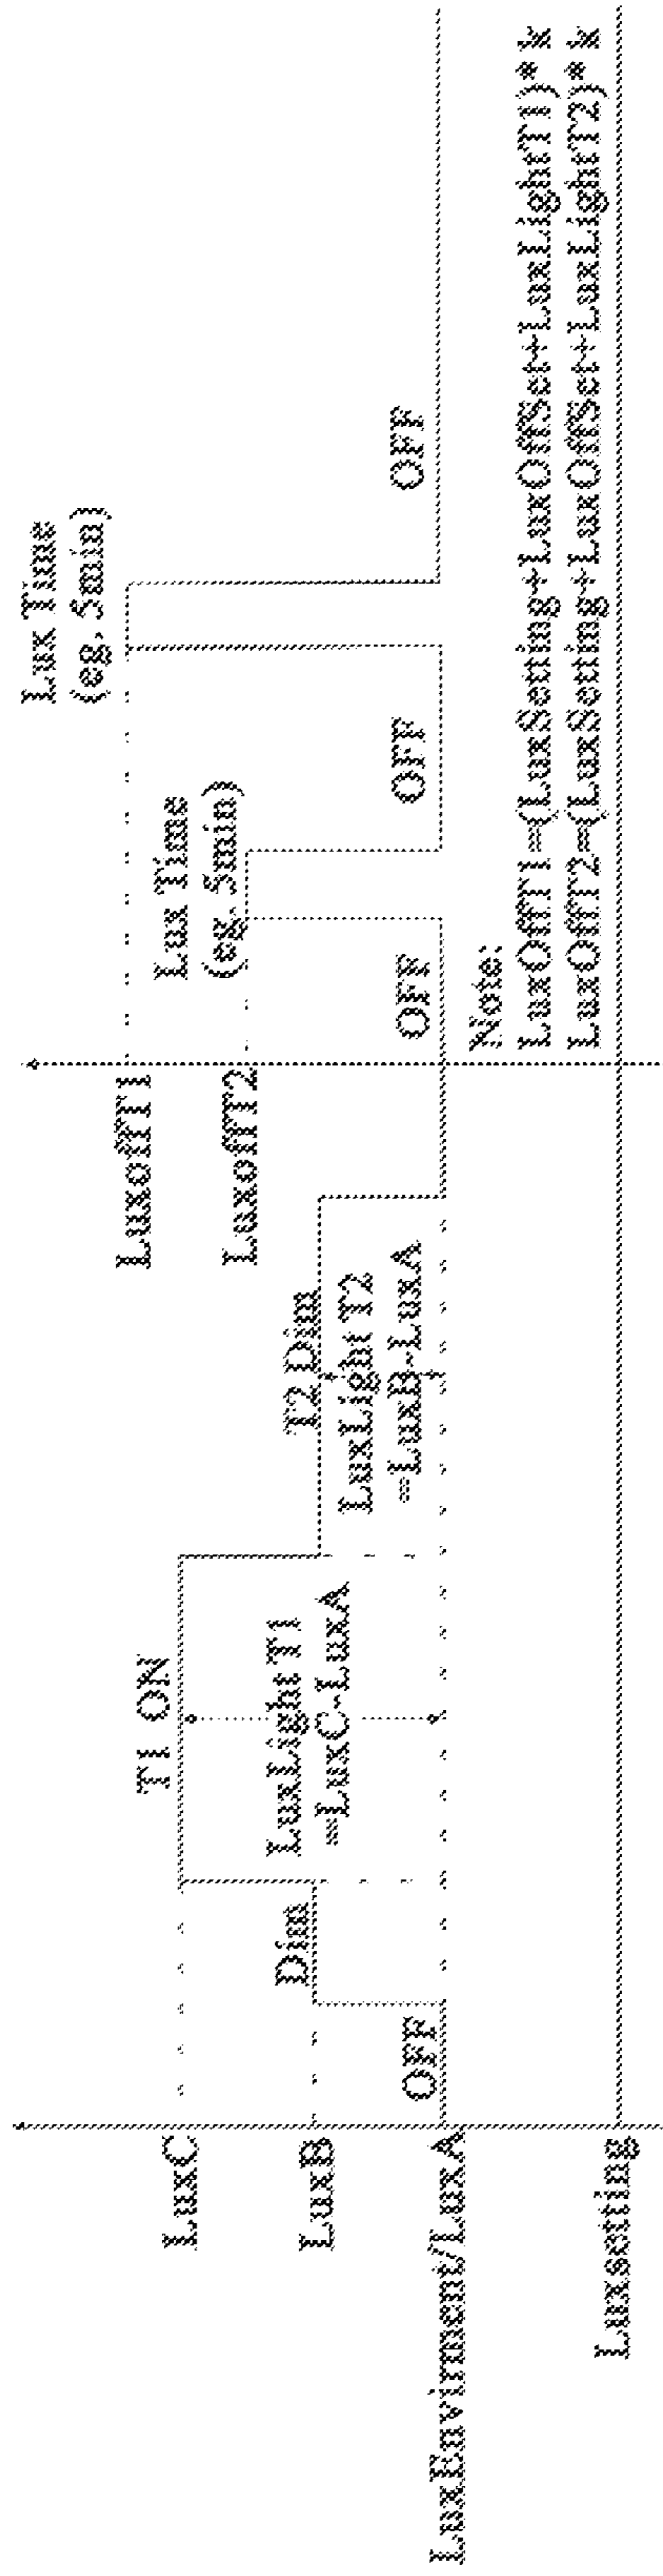 LuxC
LuxB
LuxEnvirment/LuxA
Luxsetting
OFF
Dim
T1 ON
LuxLight T1
=LuxC-LuxA
T2 Dim
LuxLight T2
=LuxB-LuxA
LuxoffT1
LuxoffT2
OFF
Lux Time
(eg. 5min)
OFF
Lux Time
(eg. 5min)
OFF
Note:
LuxOffT1=(LuxSetting+LuxOffSet+LuxLightT1)* k
LuxOffT2=(LuxSetting+LuxOffSet+LuxLightT2)* k